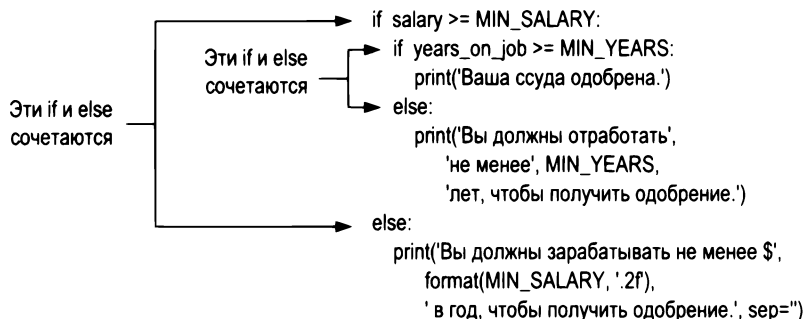 if salary >= MIN_SALARY:
Эти if и else
сочетаются
if years_on_job >= MIN_YEARS:
print('Ваша ссуда одобрена.')
else:
print('Вы должны отработать',
'не менее', MIN_YEARS,
'лет, чтобы получить одобрение.')
Эти if и else
сочетаются
else:
print('Вы должны зарабатывать не менее $',
format(MIN_SALARY, '.2f'),
' в год, чтобы получить одобрение.', sep='')